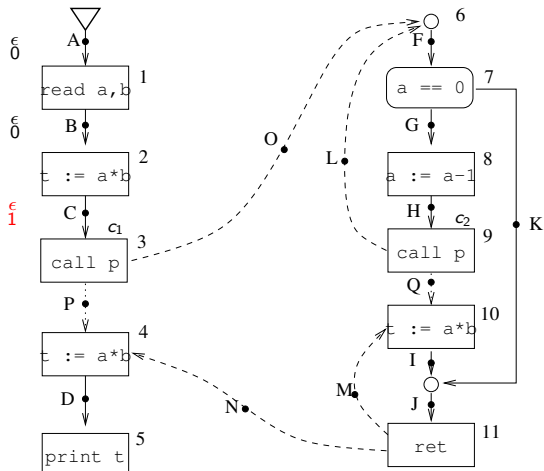 ϵ
0
A
1
read a,b
ϵ
0
B
2
t := a*b
ϵ
1
C
c1
3
call p
P
4
t := a*b
D
5
print t
O
L
N
M
6
F
7
a == 0
G
K
8
a := a-1
H
c2
9
call p
Q
10
t := a*b
I
J
11
ret